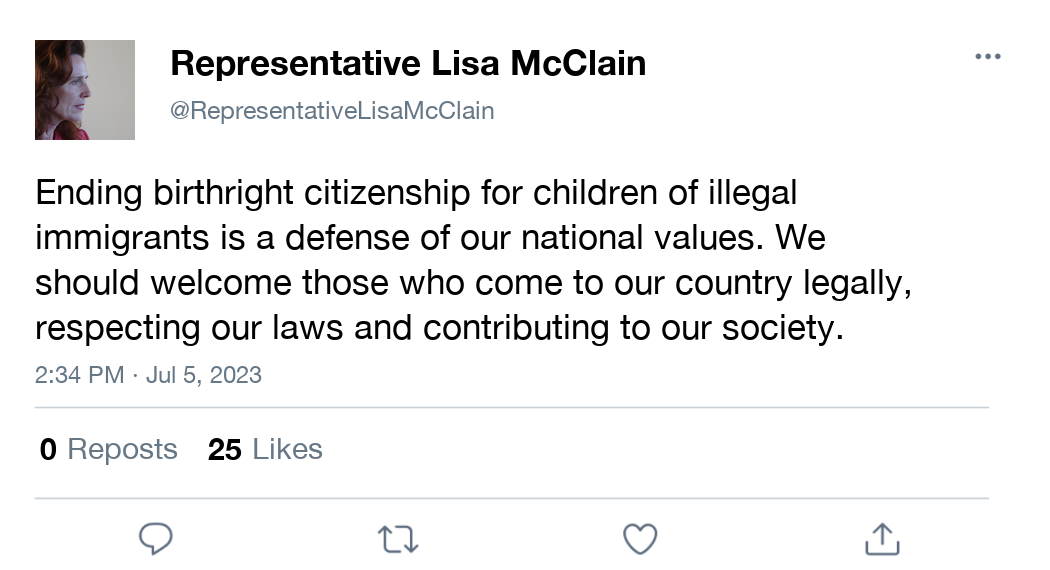 Representative Lisa McClain
@RepresentativeLisaMcClain
Ending birthright citizenship for children of illegal
immigrants is a defense of our national values. We
should welcome those who come to our country legally,
respecting our laws and contributing to our society.
2:34 PM · Jul 5, 2023
0 Reposts 25 Likes